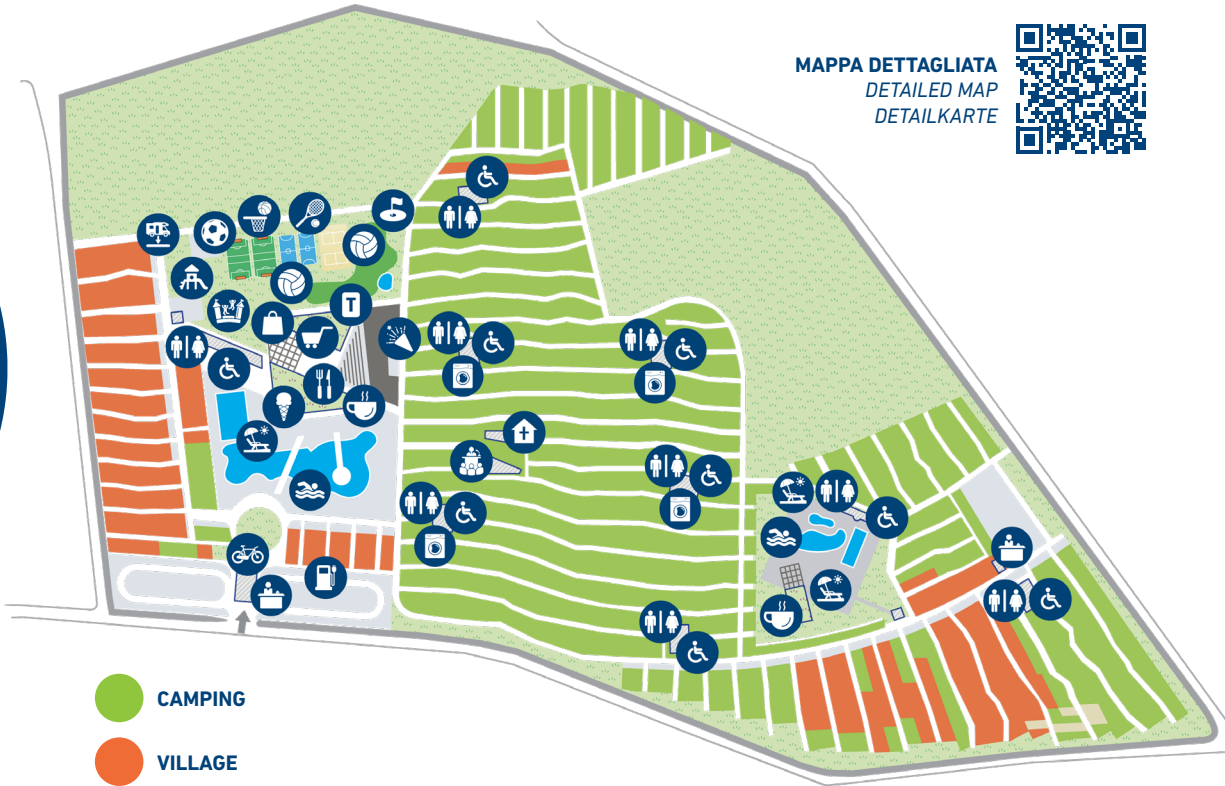 MAPPA DETTAGLIATA
DETAILED MAP
DETAILKARTE
T
CAMPING
VILLAGE